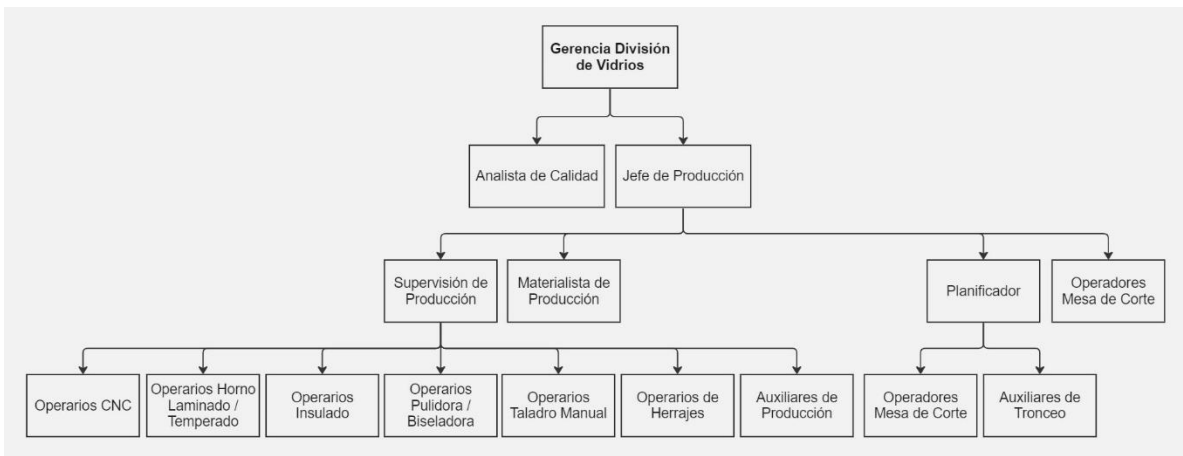 Gerencia División
de Vidrios
Analista de Calidad
Jefe de Producción
Supervisión de
Producción
Materialista de
Producción
Planificador
Operadores
Mesa de Corte
Operarios CNC
Operarios Horno
Laminado /
Temperado
Operarios
Insulado
Operarios
Pulidora /
Biseladora
Operarios
Taladro Manual
Operarios de
Herrajes
Auxiliares de
Producción
Operadores
Mesa de Corte
Auxiliares de
Tronceo